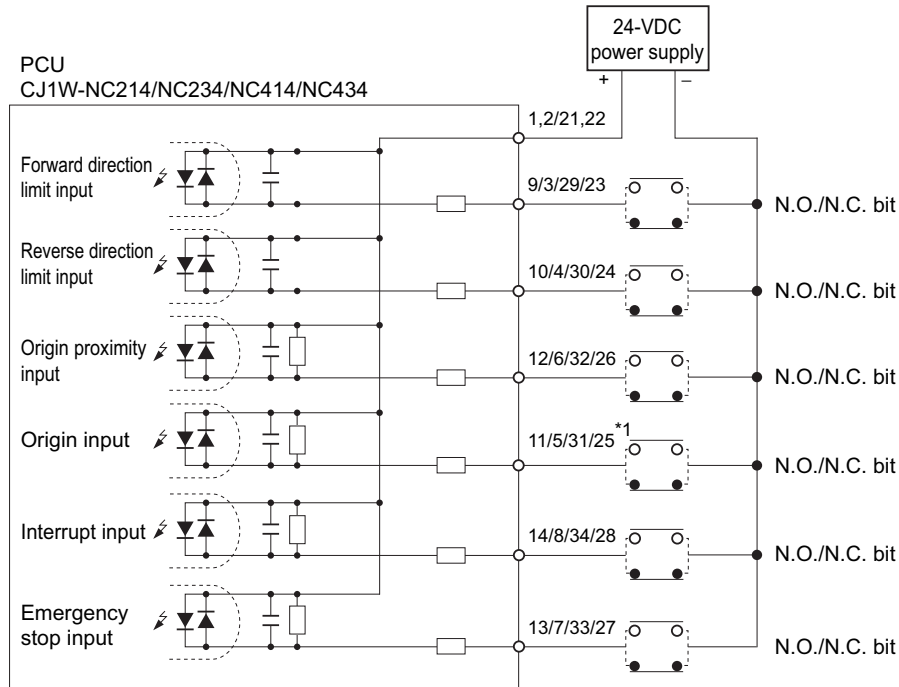 24-VDC
power supply
+
–
PCU
CJ1W-NC214/NC234/NC414/NC434
1,2/21,22
Forward direction
limit input
9/3/29/23
N.O./N.C. bit
Reverse direction
limit input
10/4/30/24
N.O./N.C. bit
Origin proximity
input
12/6/32/26
N.O./N.C. bit
Origin input
11/5/31/25*1
N.O./N.C. bit
Interrupt input
14/8/34/28
N.O./N.C. bit
Emergency
stop input
13/7/33/27
N.O./N.C. bit